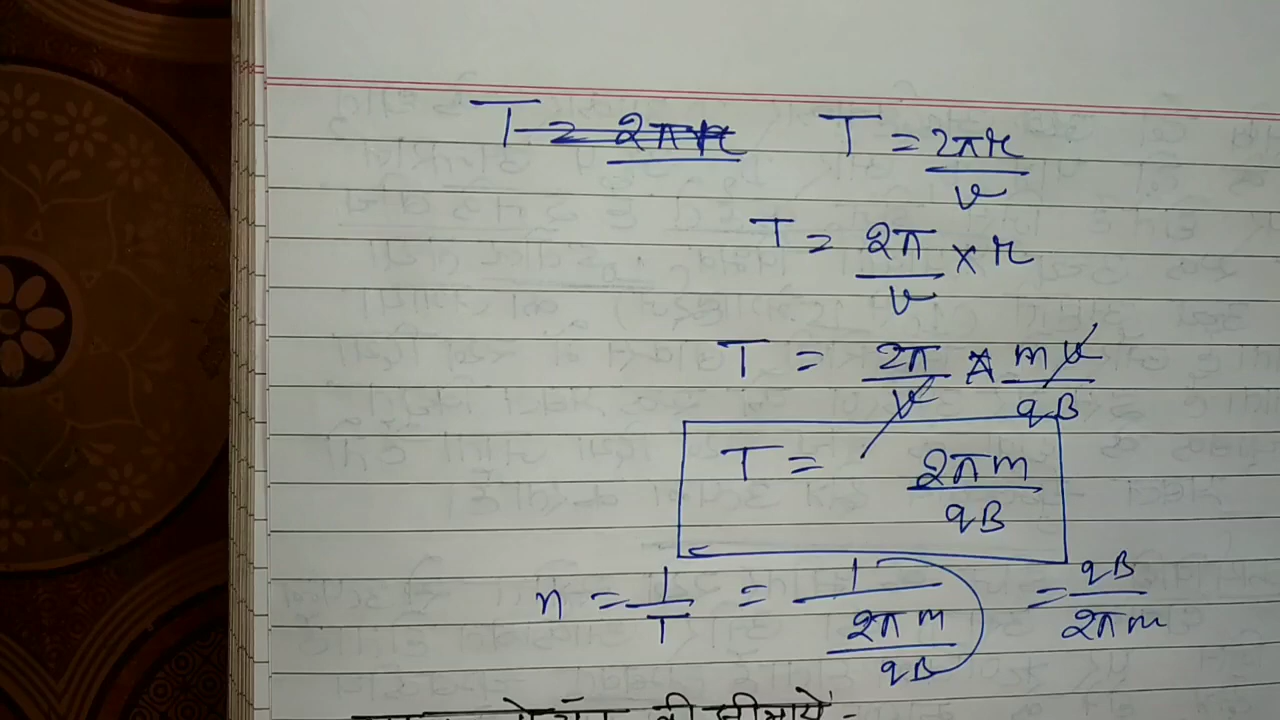 T = 2πr T = 2πr/v
T = 2π/v × r
T = 2π/v × mv/qB
T = 2πm/qB
n = 1/T = 1/(2πm/qB) = qB/2πm
की सीमायें -